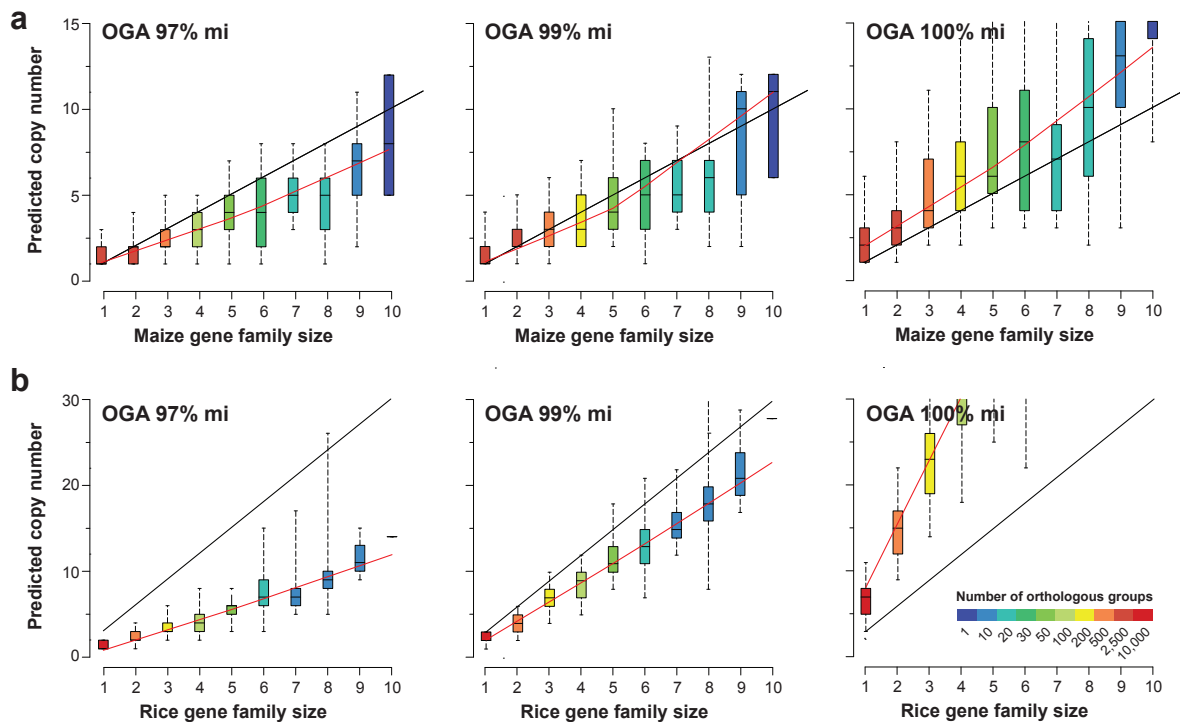 a
OGA 97% mi
OGA 99% mi
OGA 100% mi
Predicted copy number
15
10
5
0
1 2 3 4 5 6 7 8 9 10
Maize gene family size
1 2 3 4 5 6 7 8 9 10
Maize gene family size
1 2 3 4 5 6 7 8 9 10
Maize gene family size
b
OGA 97% mi
OGA 99% mi
OGA 100% mi
Predicted copy number
30
20
10
0
1 2 3 4 5 6 7 8 9 10
Rice gene family size
1 2 3 4 5 6 7 8 9 10
Rice gene family size
Number of orthologous groups
1 10 20 30 50 100 200 500 2,500 10,000
1 2 3 4 5 6 7 8 9 10
Rice gene family size